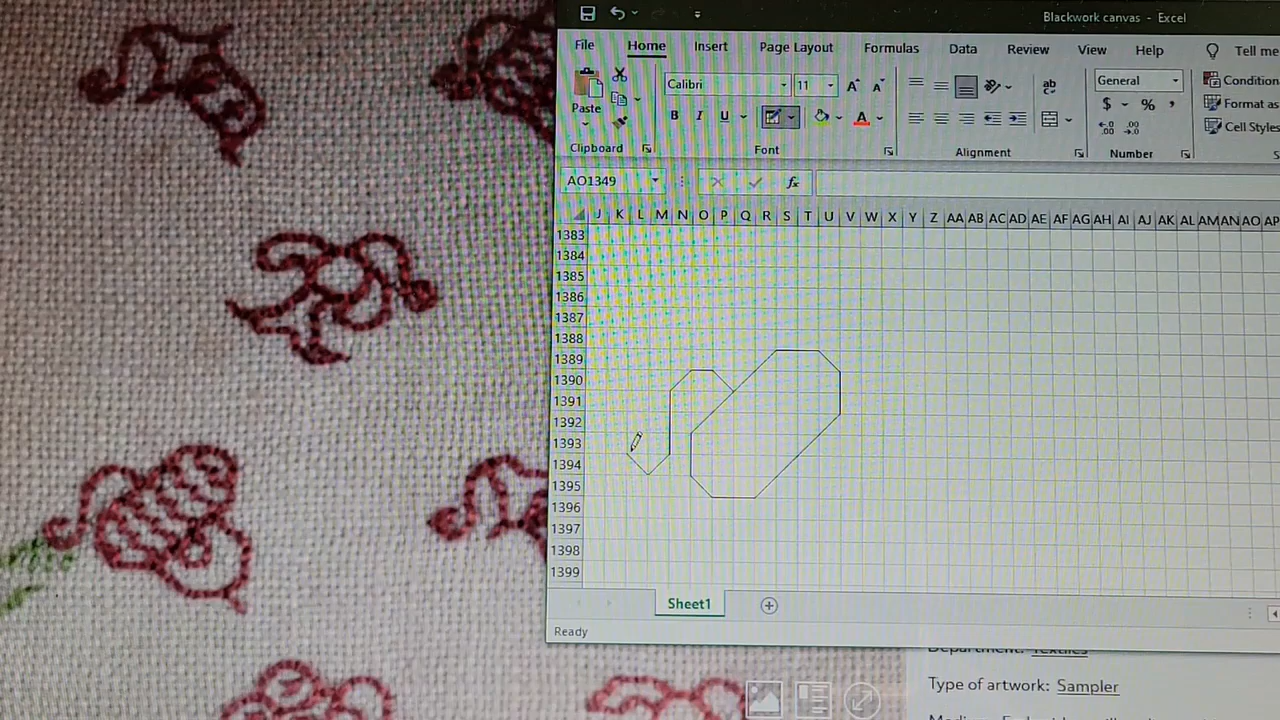 Blackwork canvas - Excel
File Home Insert Page Layout Formulas Data Review View Help Tell me
Paste
Calibri 11 A A ab General Condition
B I U A $ % , Format as
Cell Styles
Clipboard Font Alignment Number
AO1349 fx
J K L M N O P Q R S T U V W X Y Z AA AB AC AD AE AF AG AH AI AJ AK AL AM AN AO AP
1383
1384
1385
1386
1387
1388
1389
1390
1391
1392
1393
1394
1395
1396
1397
1398
1399
Sheet1
Ready
Department: Textiles
Type of artwork: Sampler